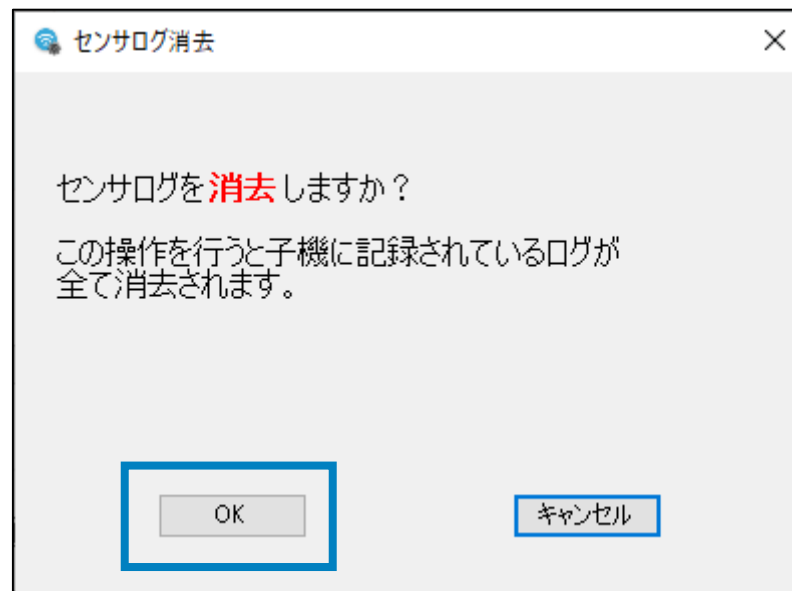 センサログ消去
センサログを消去しますか？
この操作を行うと子機に記録されているログが
全て消去されます。
OK
キャンセル